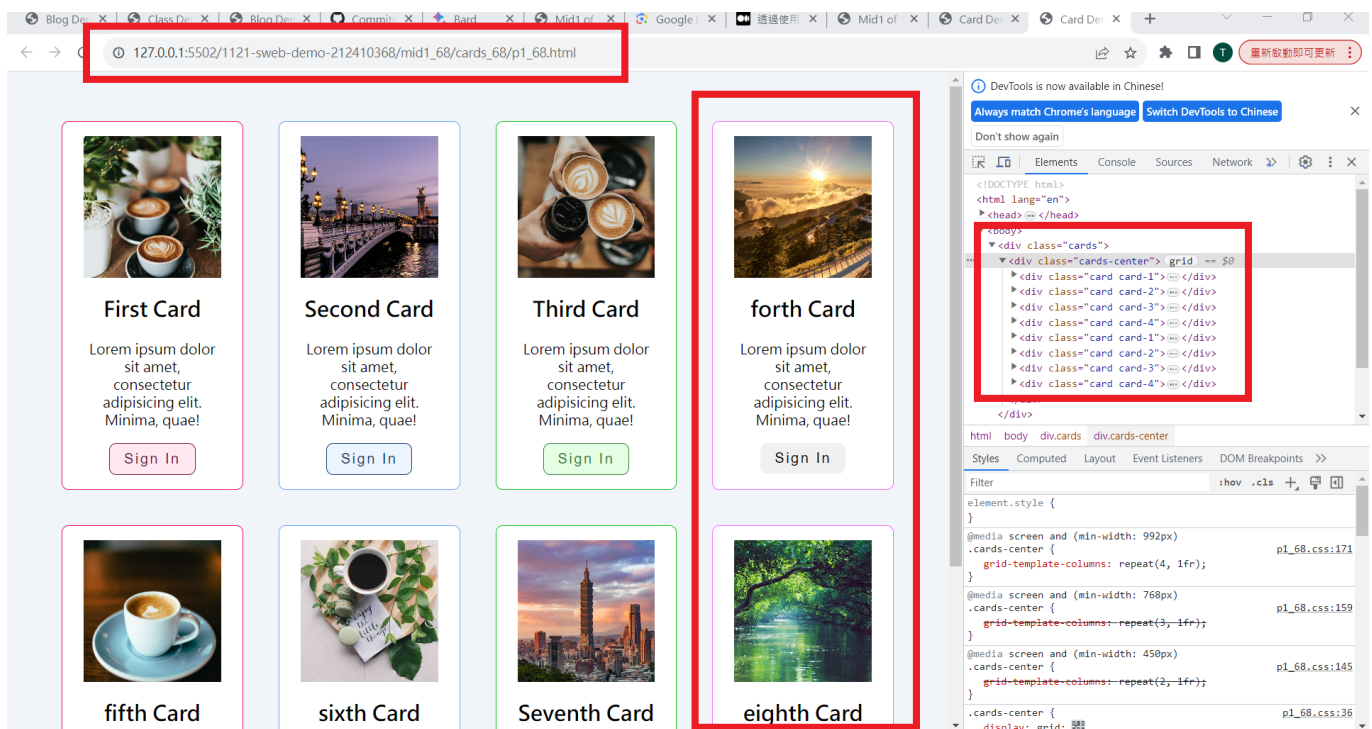 Blog Den
Class Dec
Blog Den
Commits
Bard
Mid1 of
Google L
透過使用
Mid1 of
Card Den
Card Den
127.0.0.1:5502/1121-sweb-demo-212410368/mid1_68/cards_68/p1_68.html
T
重新啟動即可更新
First Card
Lorem ipsum dolor
sit amet,
consectetur
adipisicing elit.
Minima, quae!
Sign In
Second Card
Lorem ipsum dolor
sit amet,
consectetur
adipisicing elit.
Minima, quae!
Sign In
Third Card
Lorem ipsum dolor
sit amet,
consectetur
adipisicing elit.
Minima, quae!
Sign In
forth Card
Lorem ipsum dolor
sit amet,
consectetur
adipisicing elit.
Minima, quae!
Sign In
fifth Card
sixth Card
Seventh Card
eighth Card
DevTools is now available in Chinese!
Always match Chrome's language Switch DevTools to Chinese
Don't show again
Elements Console Sources Network
<!DOCTYPE html>
<html lang="en">
<head> </head>
<body>
<div class="cards">
<div class="cards-center"> grid == $0
<div class="card card-1"> </div>
<div class="card card-2"> </div>
<div class="card card-3"> </div>
<div class="card card-4"> </div>
<div class="card card-1"> </div>
<div class="card card-2"> </div>
<div class="card card-3"> </div>
<div class="card card-4"> </div>
</div>
</div>
html body div.cards div.cards-center
Styles Computed Layout Event Listeners DOM Breakpoints
Filter :hov .cls
element.style {
}
@media screen and (min-width: 992px)
.cards-center { p1_68.css:171
grid-template-columns: repeat(4, 1fr);
}
@media screen and (min-width: 768px)
.cards-center { p1_68.css:159
grid-template-columns: repeat(3, 1fr);
}
@media screen and (min-width: 450px)
.cards-center { p1_68.css:145
grid-template-columns: repeat(2, 1fr);
}
.cards-center { p1_68.css:36
display: grid;